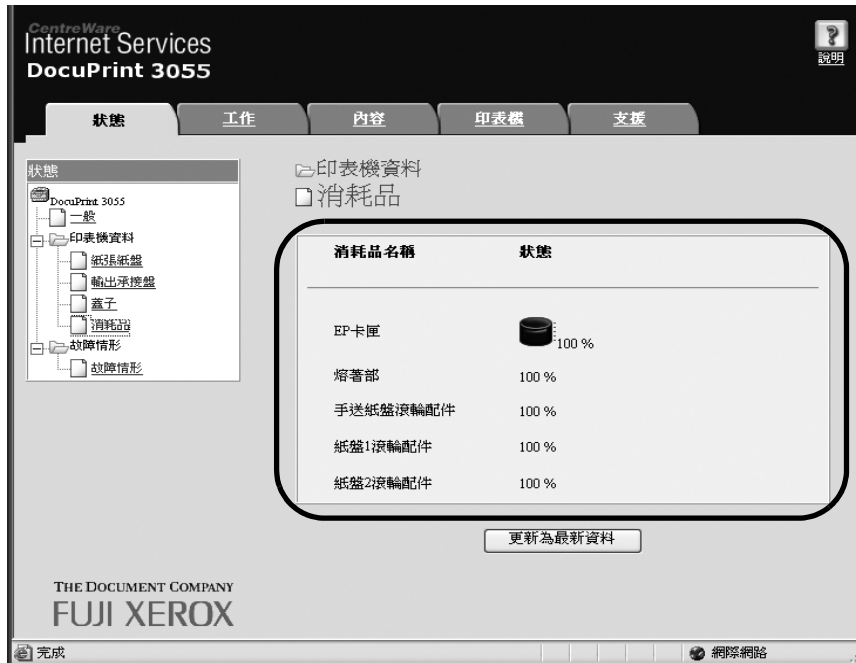 CentreWare
Internet Services
DocuPrint 3055
說明
狀態
工作
內容
印表機
支援
狀態
DocuPrint 3055
一般
印表機資料
紙張紙盤
輸出承接盤
蓋子
消耗品
故障情形
故障情形
印表機資料
消耗品
消耗品名稱 狀態
EP卡匣 100 %
熔著部 100 %
手送紙盤滾輪配件 100 %
紙盤1滾輪配件 100 %
紙盤2滾輪配件 100 %
更新為最新資料
THE DOCUMENT COMPANY
FUJI XEROX
完成
網際網路